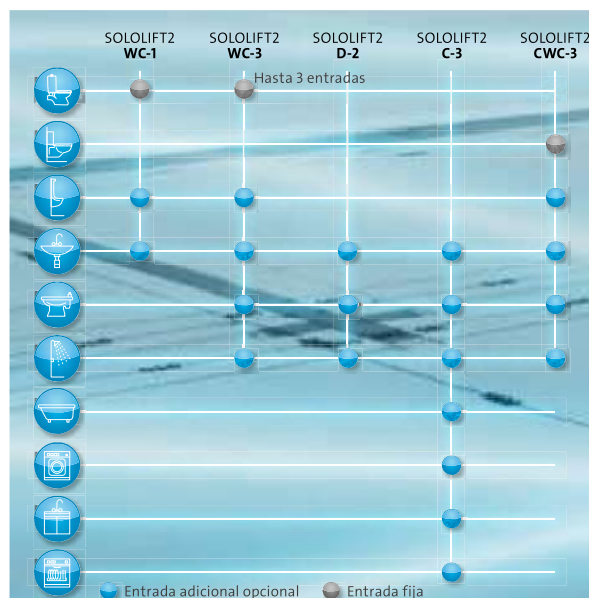 SOLOLIFT2 SOLOLIFT2 SOLOLIFT2 SOLOLIFT2 SOLOLIFT2
WC-1 WC-3 D-2 C-3 CWC-3
Hasta 3 entradas
Entrada adicional opcional Entrada fija